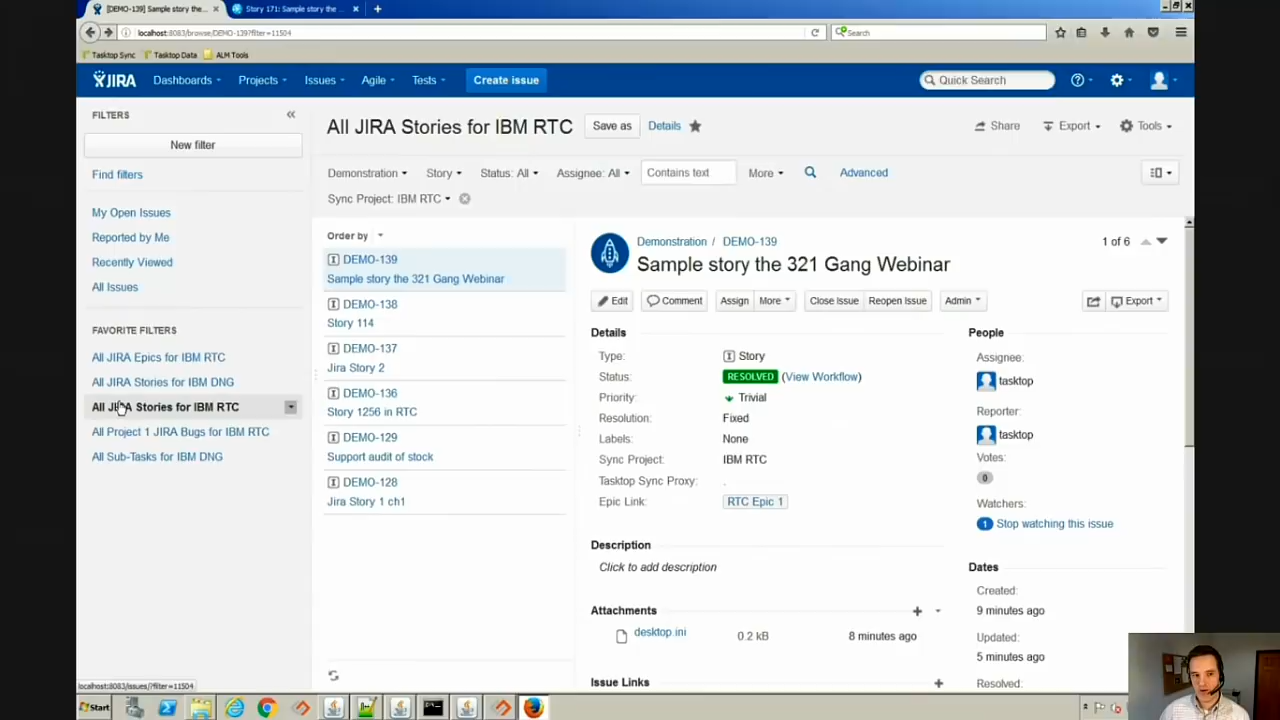 [DEMO-139] Sample story the...
Story 171: Sample story the ...
localhost:8083/browse/DEMO-139?filter=11504
Search
Tasktop Sync
Tasktop Data
ALM Tools
JIRA
Dashboards
Projects
Issues
Agile
Tests
Create issue
Quick Search
FILTERS
New filter
Find filters
My Open Issues
Reported by Me
Recently Viewed
All Issues
FAVORITE FILTERS
All JIRA Epics for IBM RTC
All JIRA Stories for IBM DNG
All JIRA Stories for IBM RTC
All Project 1 JIRA Bugs for IBM RTC
All Sub-Tasks for IBM DNG
All JIRA Stories for IBM RTC
Save as
Details
Share
Export
Tools
Demonstration
Story
Status: All
Assignee: All
Contains text
More
Advanced
Sync Project: IBM RTC
Order by
DEMO-139
Sample story the 321 Gang Webinar
DEMO-138
Story 114
DEMO-137
Jira Story 2
DEMO-136
Story 1256 in RTC
DEMO-129
Support audit of stock
DEMO-128
Jira Story 1 ch1
Demonstration / DEMO-139
1 of 6
Sample story the 321 Gang Webinar
Edit
Comment
Assign
More
Close Issue
Reopen Issue
Admin
Export
Details
Type: Story
Status: RESOLVED (View Workflow)
Priority: Trivial
Resolution: Fixed
Labels: None
Sync Project: IBM RTC
Tasktop Sync Proxy: .
Epic Link: RTC Epic 1
Description
Click to add description
Attachments
desktop.ini 0.2 kB 8 minutes ago
Issue Links
People
Assignee:
tasktop
Reporter:
tasktop
Votes:
0
Watchers:
1 Stop watching this issue
Dates
Created:
9 minutes ago
Updated:
5 minutes ago
Resolved:
localhost:8083/issues/?filter=11504
Start